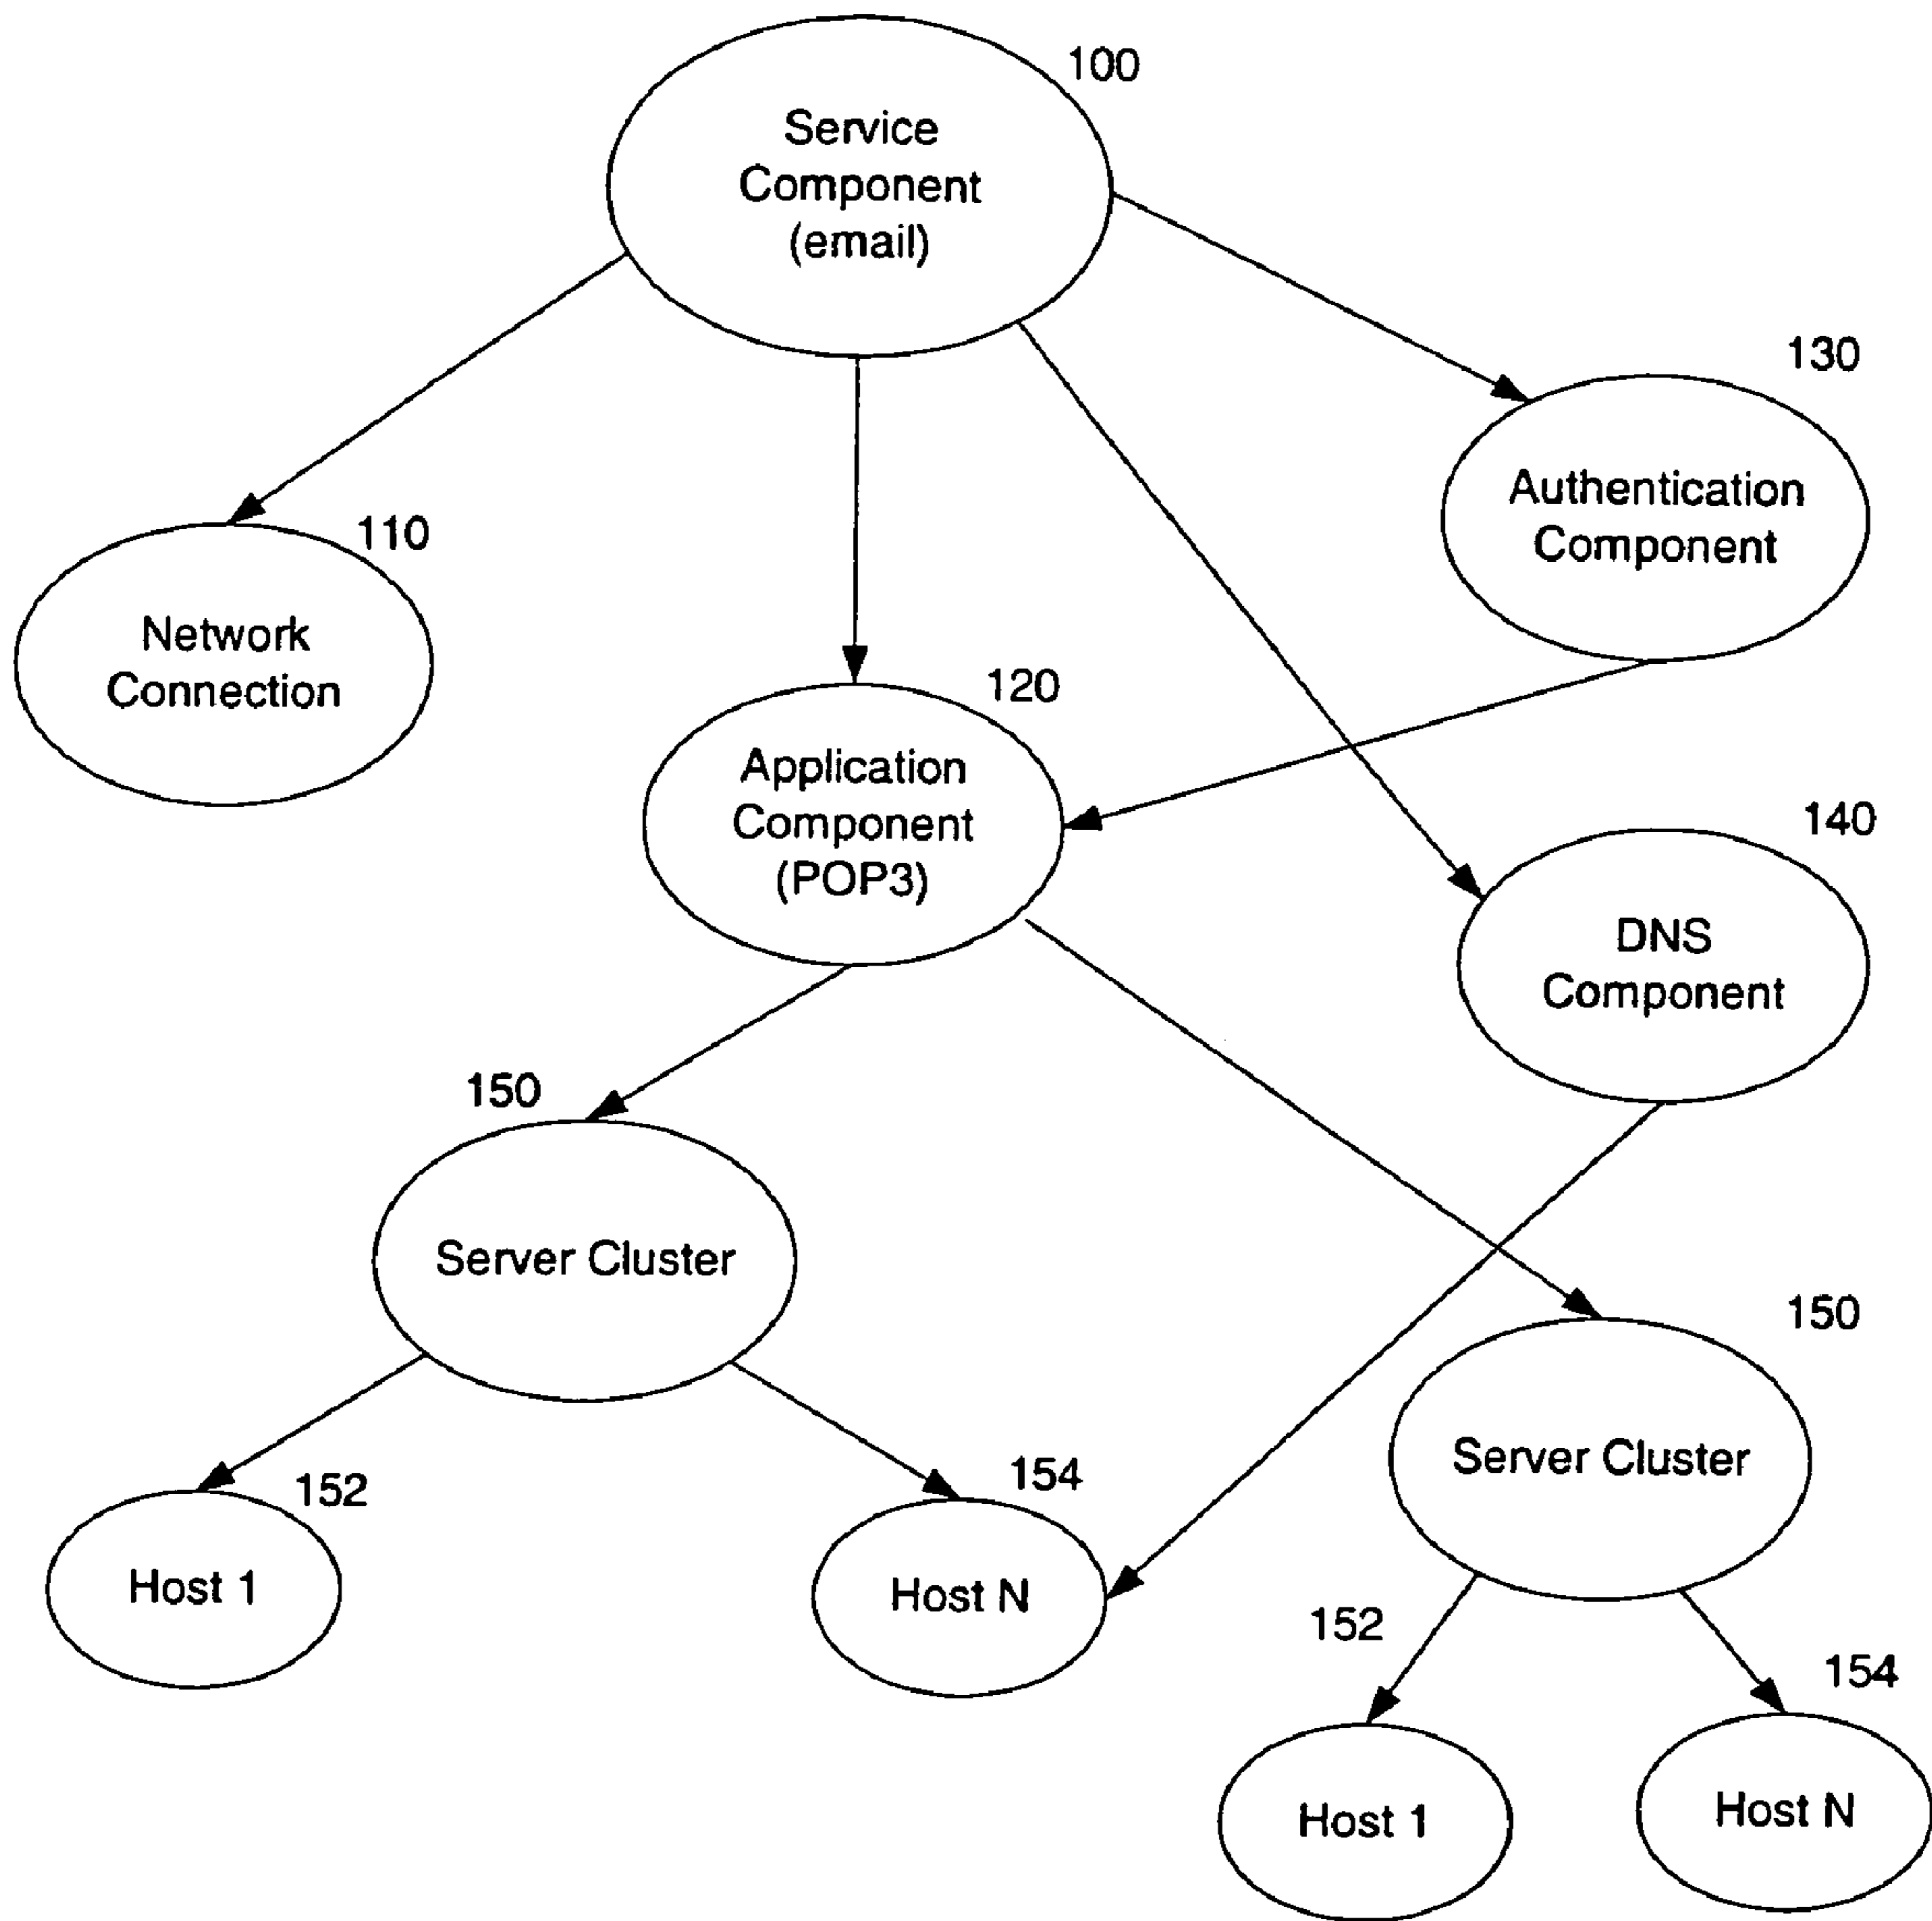 100
Service
Component
(email)
130
Authentication
Component
110
Network
Connection
120
Application
Component
(POP3)
140
DNS
Component
150
Server Cluster
150
Server Cluster
152
Host 1
154
Host N
152
Host 1
154
Host N